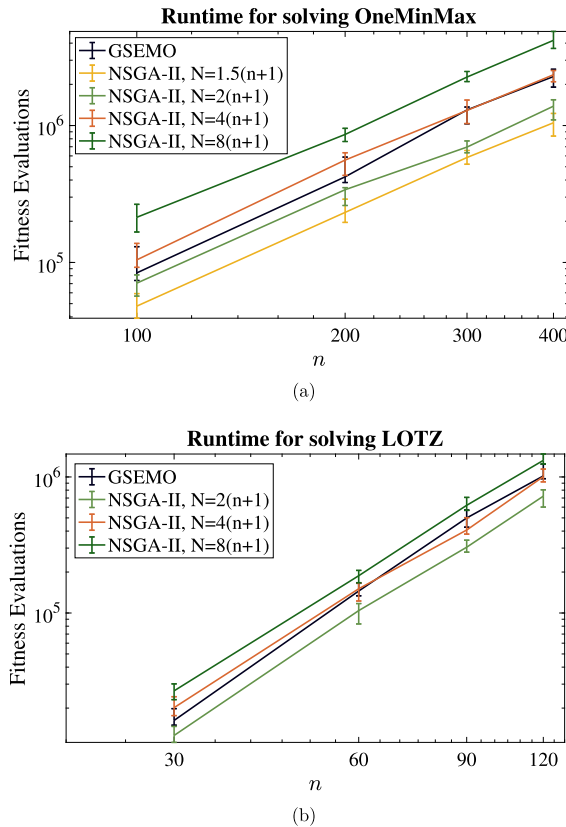 Runtime for solving OneMinMax
GSEMO
NSGA-II, N=1.5(n+1)
NSGA-II, N=2(n+1)
NSGA-II, N=4(n+1)
NSGA-II, N=8(n+1)
10^6
10^5
Fitness Evaluations
100
200
300
400
n
(a)
Runtime for solving LOTZ
GSEMO
NSGA-II, N=2(n+1)
NSGA-II, N=4(n+1)
NSGA-II, N=8(n+1)
10^6
10^5
Fitness Evaluations
30
60
90
120
n
(b)